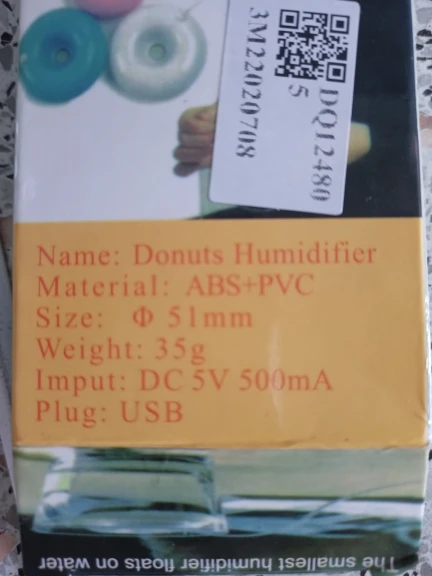 DQ12480
5
3M22020708
Name: Donuts Humidifier
Material: ABS+PVC
Size: Φ 51mm
Weight: 35g
Imput: DC 5V 500mA
Plug: USB
The smallest humidifier floats on water